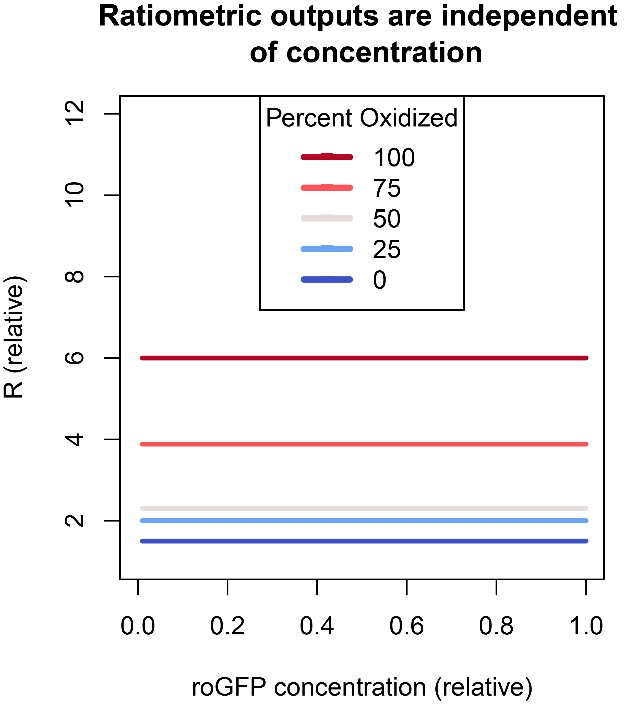 Ratiometric outputs are independent
of concentration
Percent Oxidized
100
75
50
25
0
12
10
8
6
4
2
R (relative)
0.0 0.2 0.4 0.6 0.8 1.0
roGFP concentration (relative)